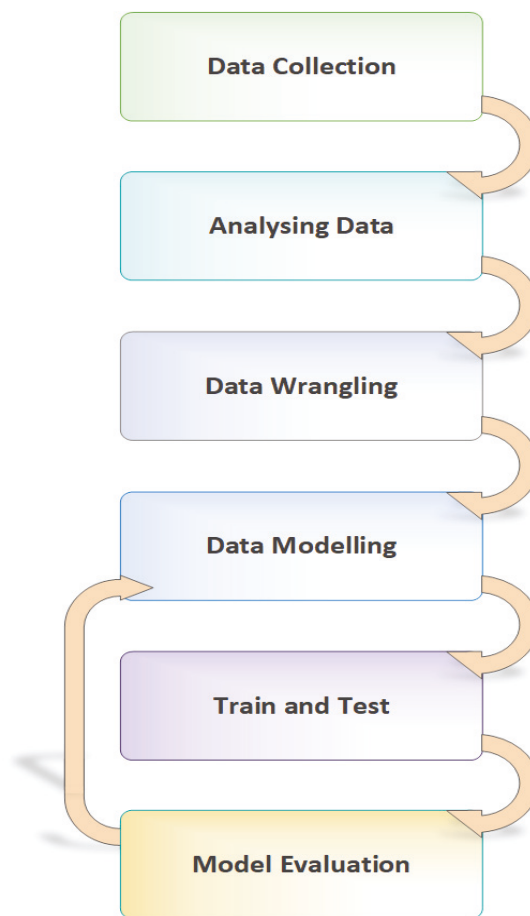 Data Collection
Analysing Data
Data Wrangling
Data Modelling
Train and Test
Model Evaluation